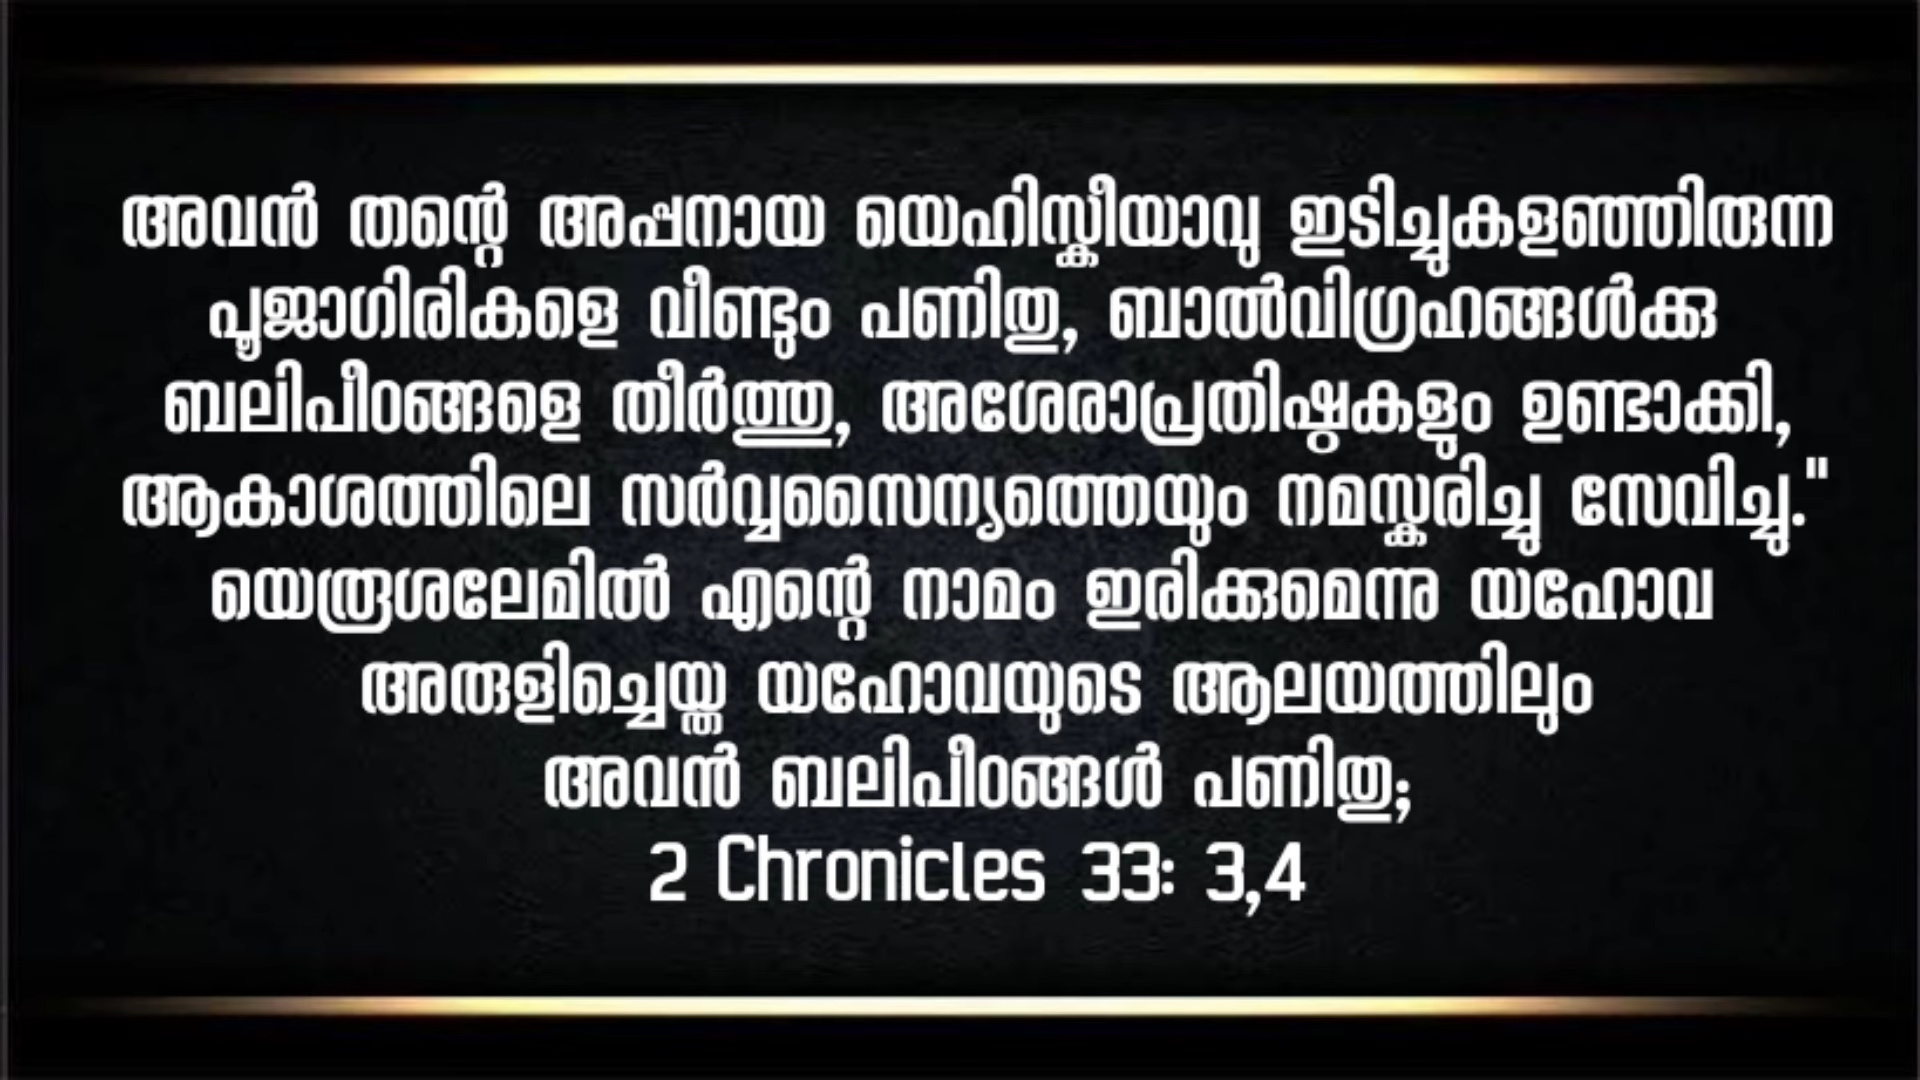 അവൻ തന്റെ അപ്പനായ യെഹിസ്കീയാവു ഇടിച്ചുകളഞ്ഞിരുന്ന
പൂജാഗിരികളെ വീണ്ടും പണിതു, ബാൽവിഗ്രഹങ്ങൾക്കു
ബലിപീഠങ്ങളെ തീർത്തു, അശേരാപ്രതിഷ്ഠകളും ഉണ്ടാക്കി,
ആകാശത്തിലെ സർവ്വസൈന്യത്തെയും നമസ്കരിച്ചു സേവിച്ചു."
യെരൂശലേമിൽ എന്റെ നാമം ഇരിക്കുമെന്നു യഹോവ
അരുളിച്ചെയ്ത യഹോവയുടെ ആലയത്തിലും
അവൻ ബലിപീഠങ്ങൾ പണിതു;
2 Chronicles 33: 3,4